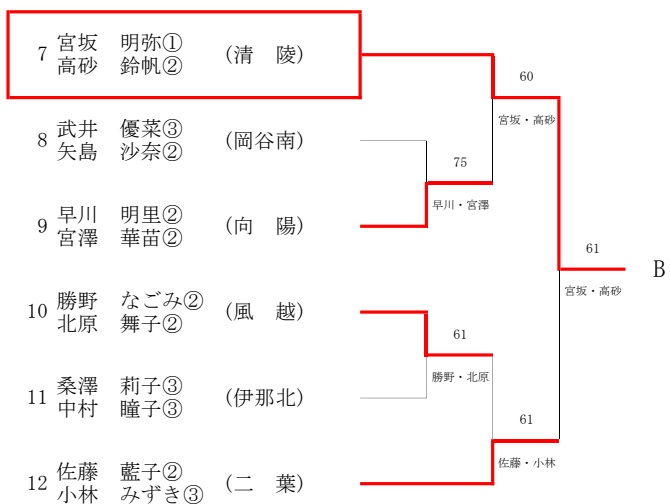 7 宮坂 明弥① (清 陵)
高砂 鈴帆②
60
宮坂・高砂
8 武井 優菜③ (岡谷南)
矢島 沙奈②
75
早川・宮澤
9 早川 明里② (向 陽)
宮澤 華苗②
61
宮坂・高砂
B
10 勝野 なごみ② (風 越)
北原 舞子②
61
勝野・北原
11 桑澤 莉子③ (伊那北)
中村 瞳子③
61
佐藤・小林
12 佐藤 藍子② (二 葉)
小林 みずき③